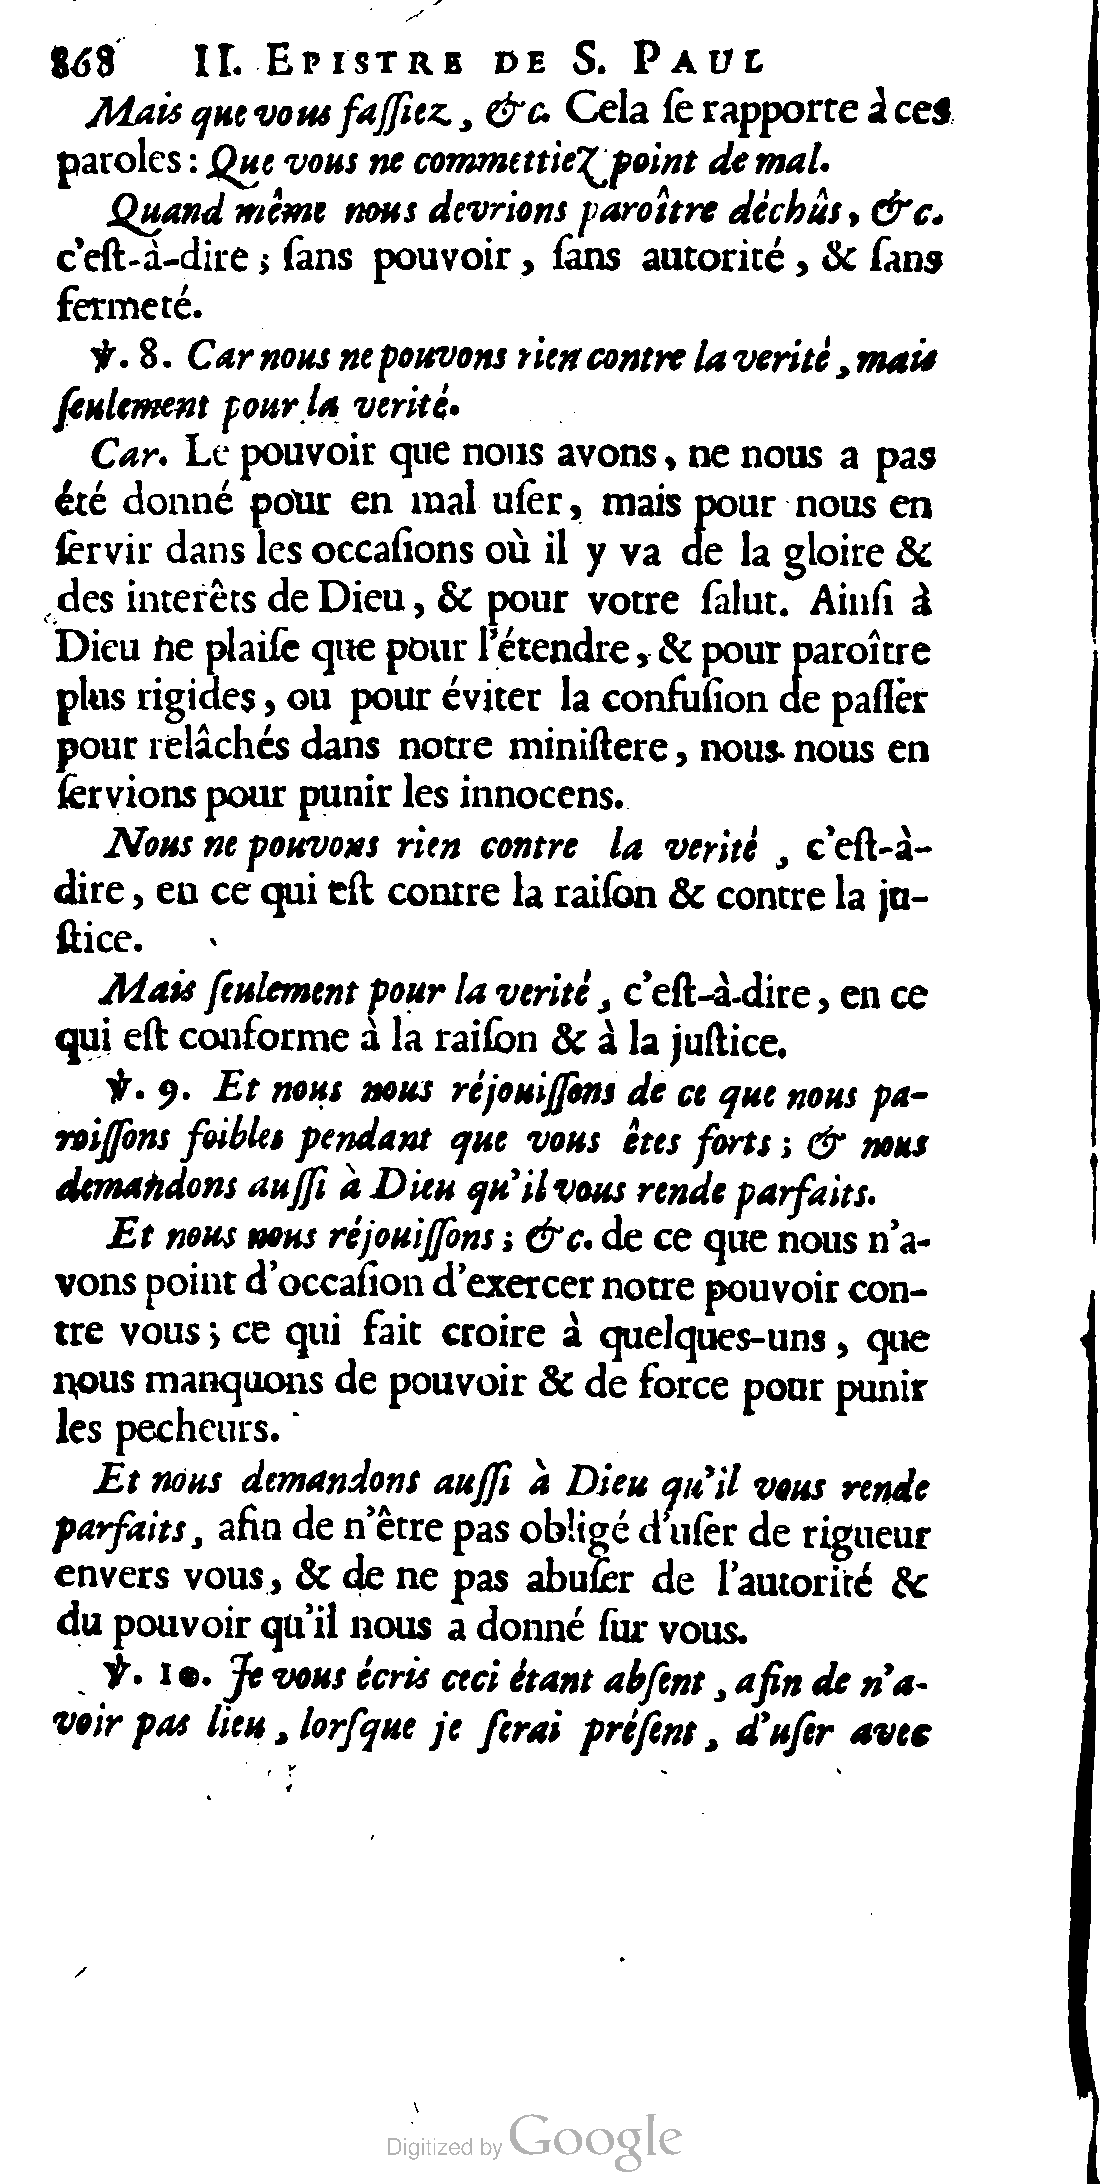 868 II. EPISTRE DE S. PAUL
Mais que vous faſſiez, &c. Cela ſe rapporte à ces
paroles : Que vous ne commettiez point de mal.
Quand même nous devrions paroître déchûs, &c.
c'eſt-à-dire ; ſans pouvoir, ſans autorité, & ſans
fermeté.
℣. 8. Car nous ne pouvons rien contre la verité, mais
ſeulement pour la verité.
Car. Le pouvoir que nous avons, ne nous a pas
été donné pour en mal uſer, mais pour nous en
ſervir dans les occaſions où il y va de la gloire &
des interêts de Dieu, & pour votre ſalut. Ainſi à
Dieu ne plaiſe que pour l'étendre, & pour paroître
plus rigides, ou pour éviter la confuſion de paſſer
pour relâchés dans notre miniſtere, nous nous en
ſervions pour punir les innocens.
Nous ne pouvons rien contre la verité, c'eſt-à-
dire, en ce qui eſt contre la raiſon & contre la ju-
ſtice.
Mais ſeulement pour la verité, c'eſt-à-dire, en ce
qui eſt conforme à la raiſon & à la juſtice.
℣. 9. Et nous nous réjouiſſons de ce que nous pa-
roiſſons foibles pendant que vous êtes forts ; & nous
demandons auſſi à Dieu qu'il vous rende parfaits.
Et nous nous réjouiſſons ; &c. de ce que nous n'a-
vons point d'occaſion d'exercer notre pouvoir con-
tre vous ; ce qui fait croire à quelques-uns, que
nous manquons de pouvoir & de force pour punir
les pecheurs.
Et nous demandons auſſi à Dieu qu'il vous rende
parfaits, afin de n'être pas obligé d'uſer de rigueur
envers vous, & de ne pas abuſer de l'autorité &
du pouvoir qu'il nous a donné ſur vous.
℣. 10. Je vous écris ceci étant abſent, afin de n'a-
voir pas lieu, lorſque je ſerai préſent, d'uſer avec
Digitized by Google